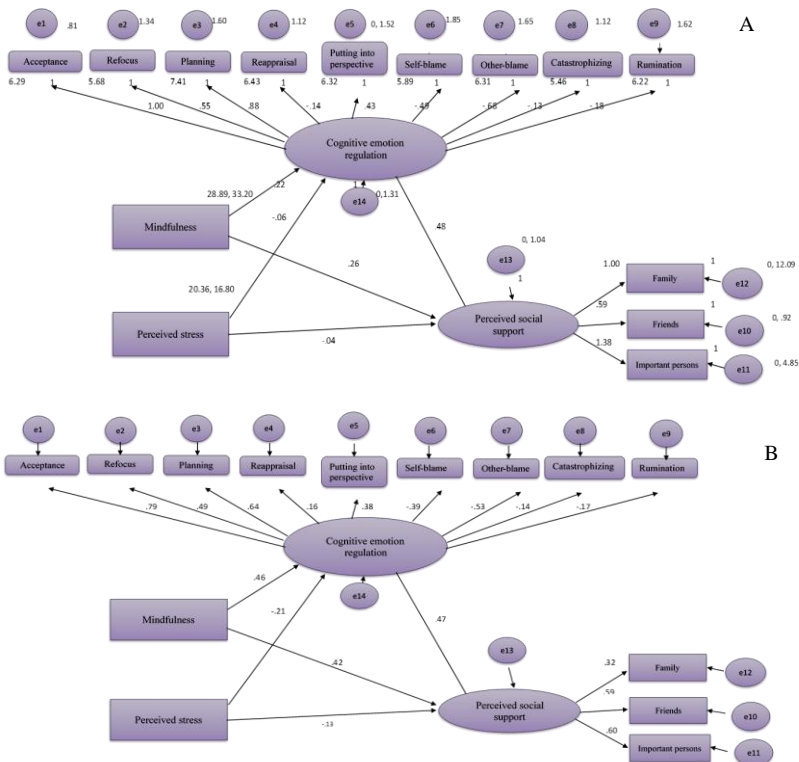 A
e1 .81
e2 1.34
e3 1.60
e4 1.12
e5 0, 1.52
e6 1.85
e7 1.65
e8 1.12
e9 1.62
Acceptance
Refocus
Planning
Reappraisal
Putting into
perspective
Self-blame
Other-blame
Catastrophizing
Rumination
6.29 1 5.68 1 7.41 1 6.43 1 6.32 1 5.89 1 6.31 1 5.46 1 6.22 1
1.00 .55 .88 -.14 .43 -.49 -.68 -.13 -.18
Cognitive emotion
regulation
28.89, 33.20
.22
1
0,1.31
e14
-.06
Mindfulness
.48
.26
0, 1.04
e13
1
20.36, 16.80
Perceived stress
-.04
Perceived social
support
1.00
.59
1.38
Family 1 e12 0, 12.09
Friends 1 e10 0, .92
Important persons 1 e11 0, 4.85
B
e1 e2 e3 e4 e5 e6 e7 e8 e9
Acceptance
Refocus
Planning
Reappraisal
Putting into
perspective
Self-blame
Other-blame
Catastrophizing
Rumination
.79 .49 .64 .16 .38 -.39 -.53 -.14 -.17
Cognitive emotion
regulation
.46
e14
-.21
Mindfulness
.47
.42
e13
Perceived stress
-.13
Perceived social
support
.32
.59
.60
Family e12
Friends e10
Important persons e11